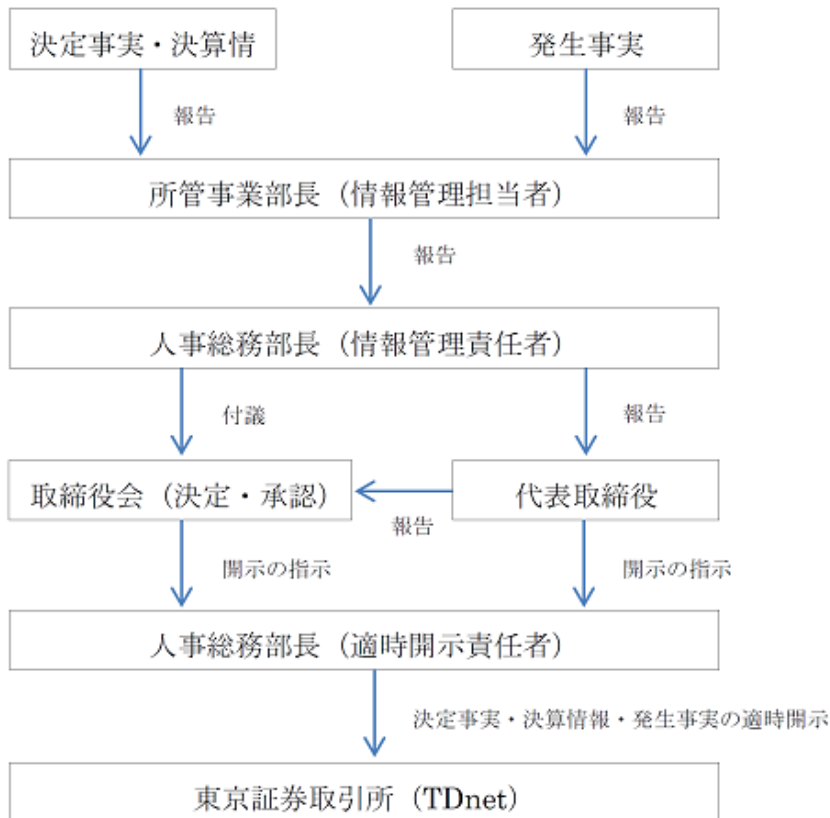 決定事実・決算情
発生事実
報告
報告
所管事業部長（情報管理担当者）
報告
人事総務部長（情報管理責任者）
付議
報告
取締役会（決定・承認）
代表取締役
報告
開示の指示
開示の指示
人事総務部長（適時開示責任者）
決定事実・決算情報・発生事実の適時開示
東京証券取引所（TDnet）